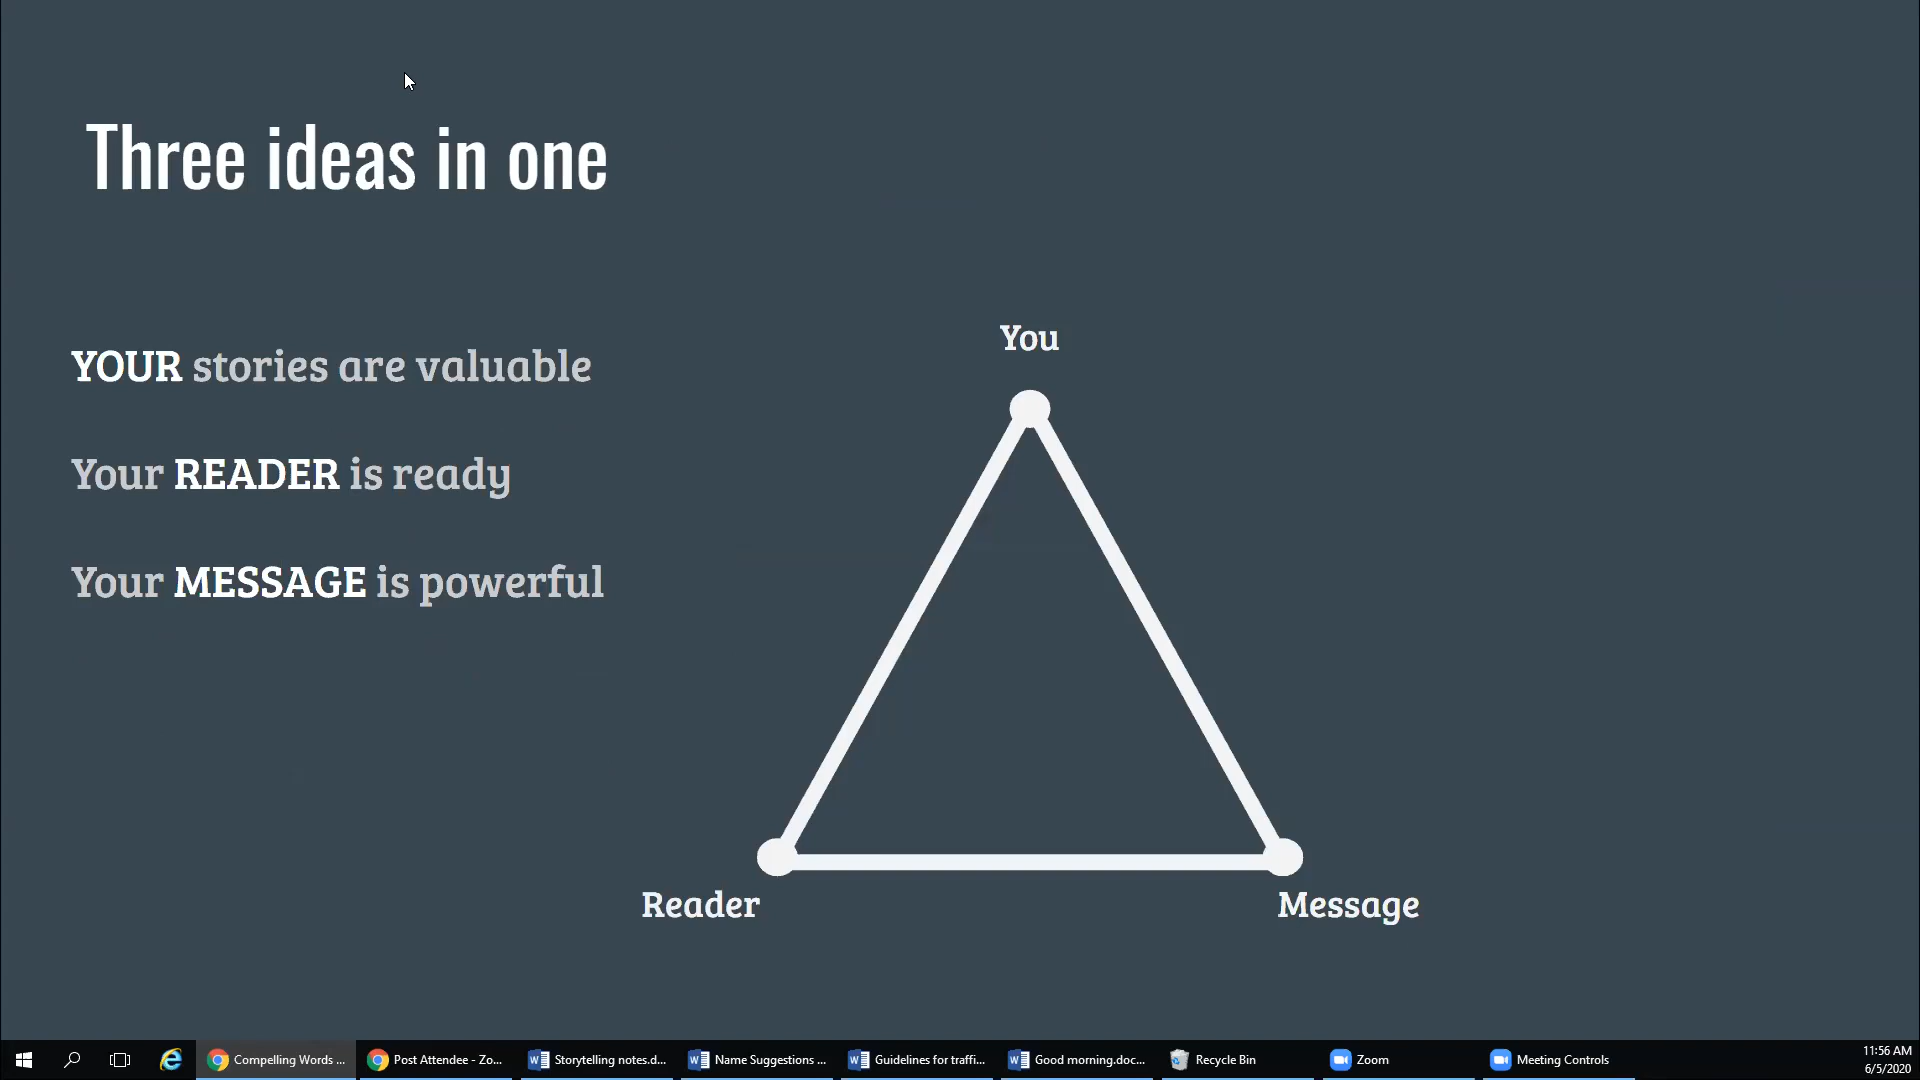 Three ideas in one
YOUR stories are valuable
Your READER is ready
Your MESSAGE is powerful
You
Reader
Message
Compelling Words ...
Post Attendee - Zo...
Storytelling notes.d...
Name Suggestions ...
Guidelines for traffi...
Good morning.doc...
Recycle Bin
Zoom
Meeting Controls
11:56 AM
6/5/2020